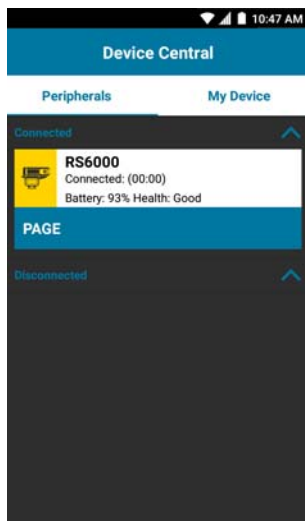 10:47 AM
Device Central
Peripherals
My Device
Connected
RS6000
Connected: (00:00)
Battery: 93% Health: Good
PAGE
Disconnected